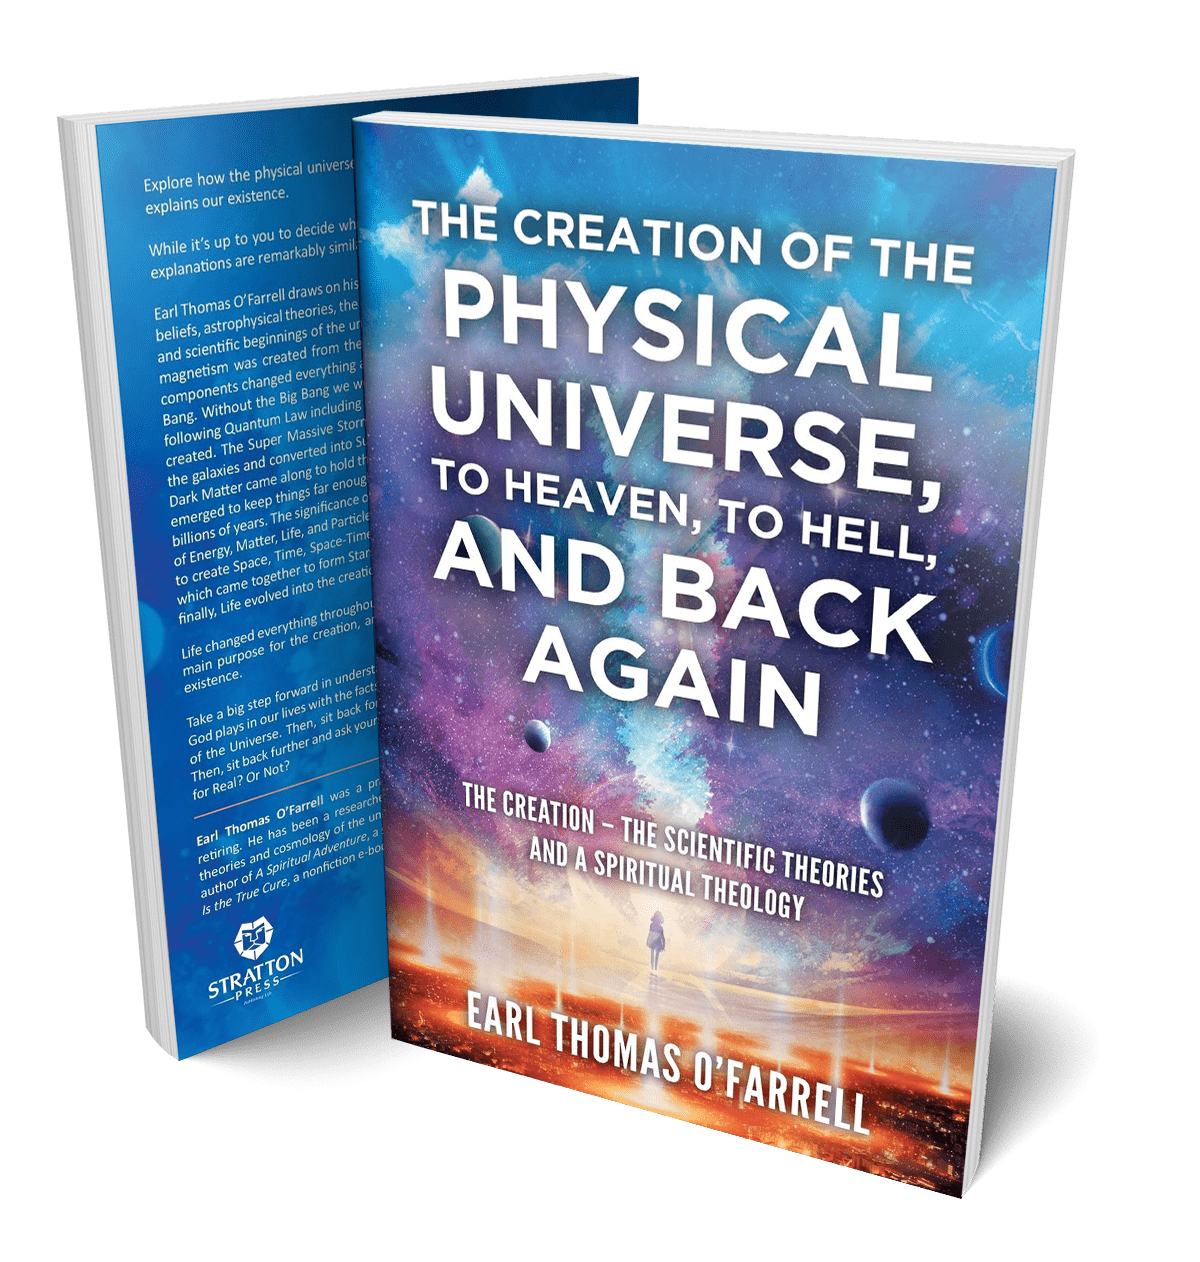 Explore how the physical universe
explains our existence.
While it's up to you to decide wh
explanations are remarkably simil
Earl Thomas O'Farrell draws on his
beliefs, astrophysical theories, the
and scientific beginnings of the un
magnetism was created from the
components changed everything a
Bang. Without the Big Bang we w
following Quantum Law including
created. The Super Massive Storm
the galaxies and converted into Su
Dark Matter came along to hold th
emerged to keep things far enoug
billions of years. The significance o
of Energy, Matter, Life, and Particle
to create Space, Time, Space-Time
which came together to form Star
finally, Life evolved into the creatio
Life changed everything throughou
main purpose for the creation, an
existence.
Take a big step forward in underst
God plays in our lives with the facts
of the Universe. Then, sit back fo
Then, sit back further and ask your
for Real? Or Not?
Earl Thomas O'Farrell was a pr
retiring. He has been a researche
theories and cosmology of the un
author of A Spiritual Adventure, a
Is the True Cure, a nonfiction e-bou
STRATTON
PRESS
THE CREATION OF THE
PHYSICAL
UNIVERSE,
TO HEAVEN, TO HELL,
AND BACK
AGAIN
THE CREATION – THE SCIENTIFIC THEORIES
AND A SPIRITUAL THEOLOGY
EARL THOMAS O'FARRELL